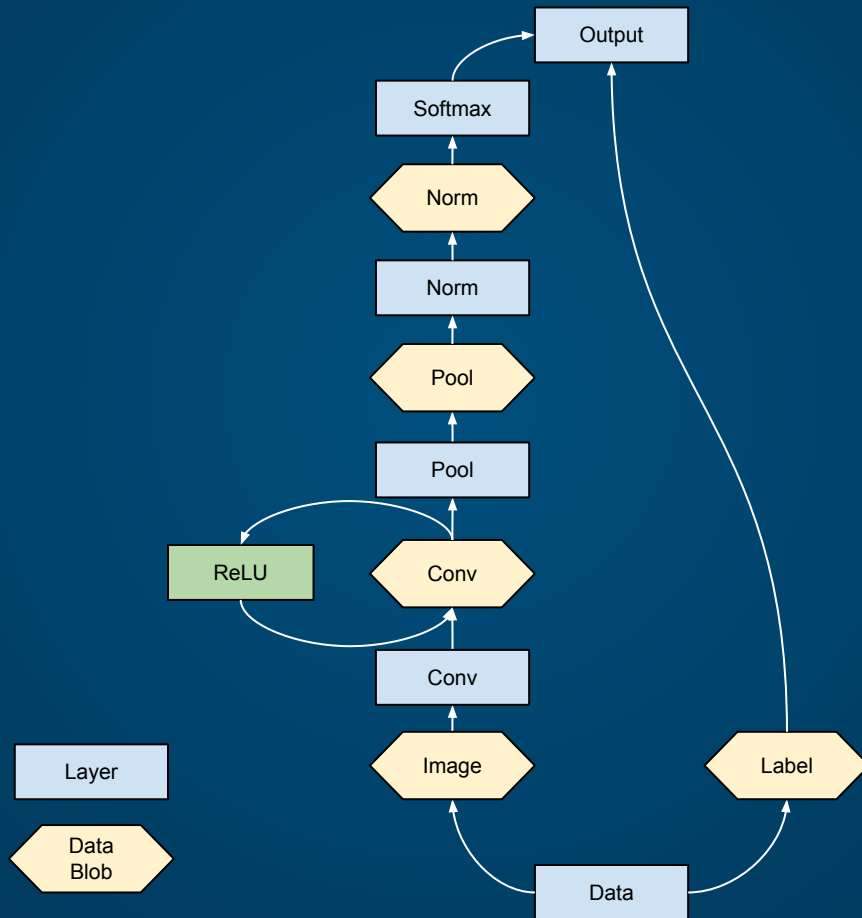 Output
Softmax
Norm
Norm
Pool
Pool
ReLU
Conv
Conv
Layer
Image
Label
Data
Blob
Data